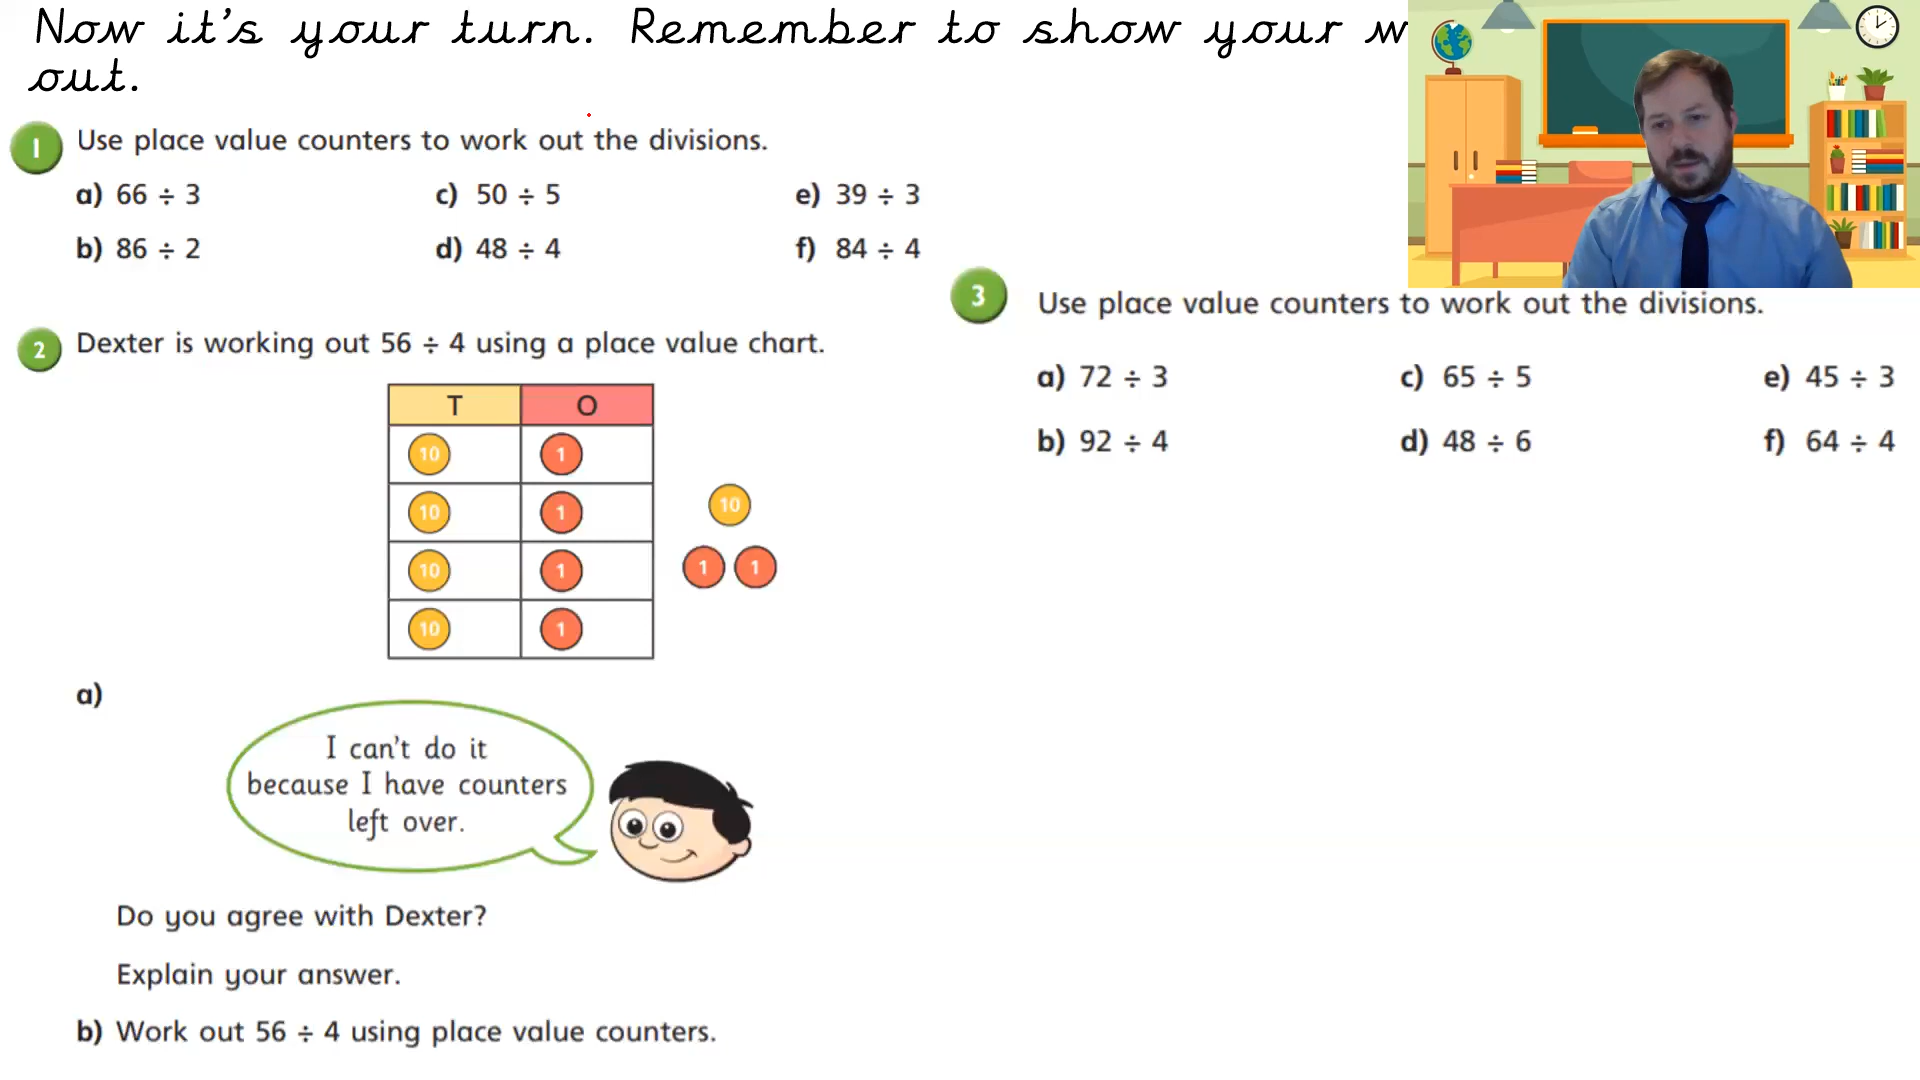 Now it's your turn. Remember to show your w
out.
1 Use place value counters to work out the divisions.
a) 66 ÷ 3 c) 50 ÷ 5 e) 39 ÷ 3
b) 86 ÷ 2 d) 48 ÷ 4 f) 84 ÷ 4
2 Dexter is working out 56 ÷ 4 using a place value chart.
T O
10 1
10 1
10 1
10 1
10
1 1
a)
I can't do it
because I have counters
left over.
Do you agree with Dexter?
Explain your answer.
b) Work out 56 ÷ 4 using place value counters.
3 Use place value counters to work out the divisions.
a) 72 ÷ 3 c) 65 ÷ 5 e) 45 ÷ 3
b) 92 ÷ 4 d) 48 ÷ 6 f) 64 ÷ 4